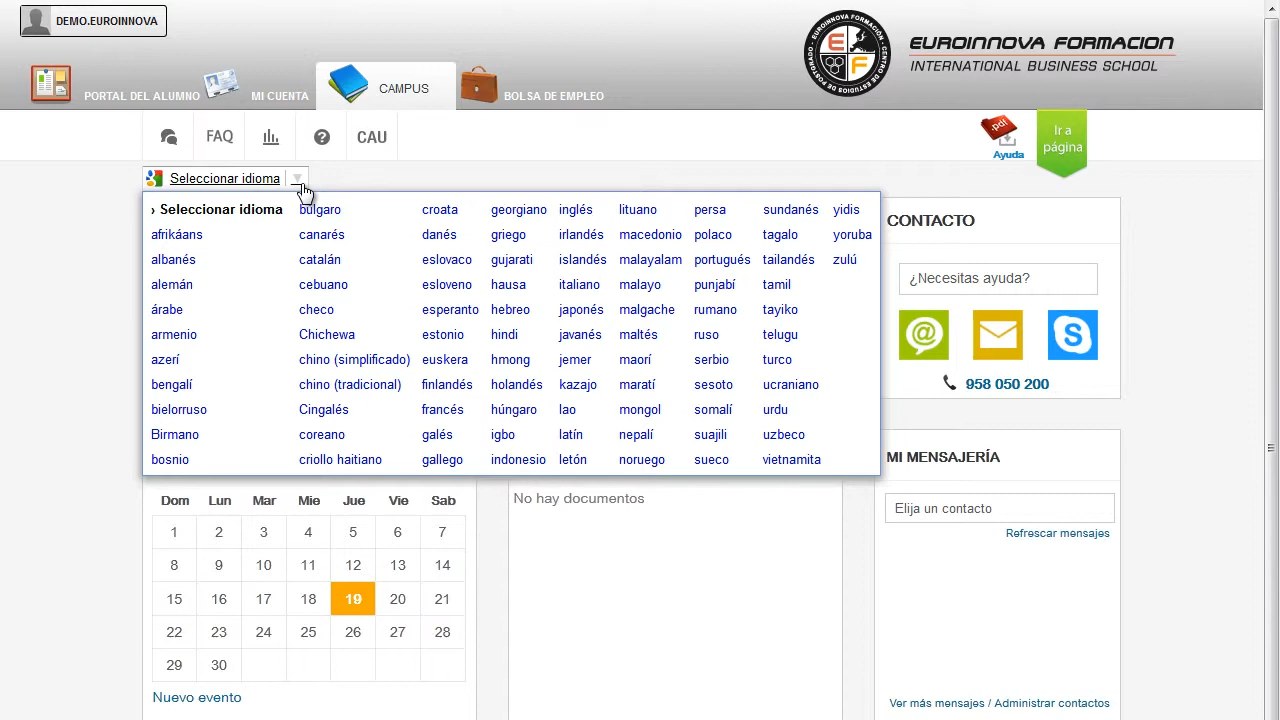 DEMO.EUROINNOVA
EUROINNOVA FORMACION
INTERNATIONAL BUSINESS SCHOOL
EUROINNOVA FORMACIÓN
CENTRO DE ESTUDIOS DE POSTGRADO
E
F
PORTAL DEL ALUMNO
MI CUENTA
CAMPUS
BOLSA DE EMPLEO
FAQ
?
CAU
.pdf
Ayuda
Ir a
página
Seleccionar idioma
› Seleccionar idioma búlgaro croata georgiano inglés lituano persa sundanés yidis
afrikáans canarés danés griego irlandés macedonio polaco tagalo yoruba
albanés catalán eslovaco gujarati islandés malayalam portugués tailandés zulú
alemán cebuano esloveno hausa italiano malayo punjabí tamil
árabe checo esperanto hebreo japonés malgache rumano tayiko
armenio Chichewa estonio hindi javanés maltés ruso telugu
azerí chino (simplificado) euskera hmong jemer maorí serbio turco
bengalí chino (tradicional) finlandés holandés kazajo maratí sesoto ucraniano
bielorruso Cingalés francés húngaro lao mongol somalí urdu
Birmano coreano galés igbo latín nepalí suajili uzbeco
bosnio criollo haitiano gallego indonesio letón noruego sueco vietnamita
CONTACTO
¿Necesitas ayuda?
@
S
958 050 200
Dom Lun Mar Mie Jue Vie Sab
1 2 3 4 5 6 7
8 9 10 11 12 13 14
15 16 17 18 19 20 21
22 23 24 25 26 27 28
29 30
Nuevo evento
No hay documentos
MI MENSAJERÍA
Elija un contacto
Refrescar mensajes
Ver más mensajes / Administrar contactos